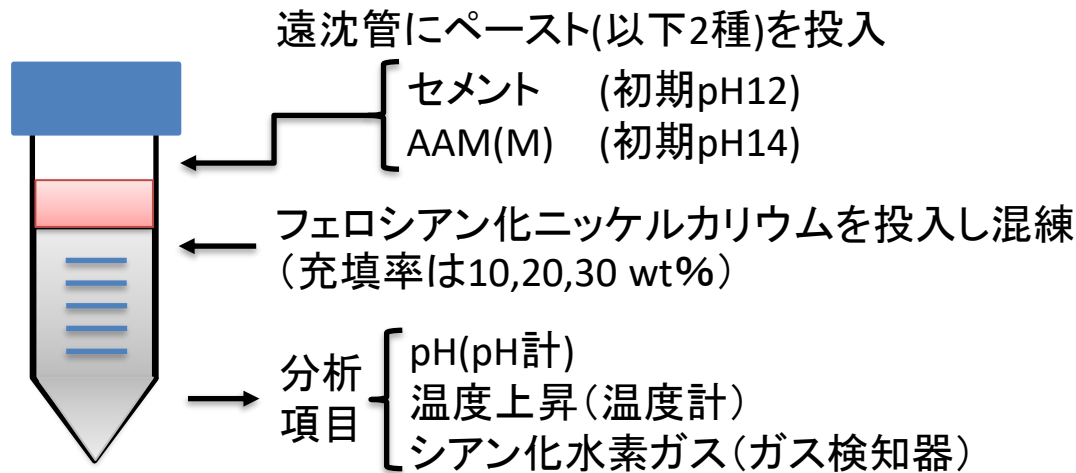 遠沈管にペースト(以下2種)を投入
セメント (初期pH12)
AAM(M) (初期pH14)
フェロシアン化ニッケルカリウムを投入し混練
（充填率は10,20,30 wt%）
分析
項目
pH(pH計)
温度上昇（温度計）
シアン化水素ガス（ガス検知器）